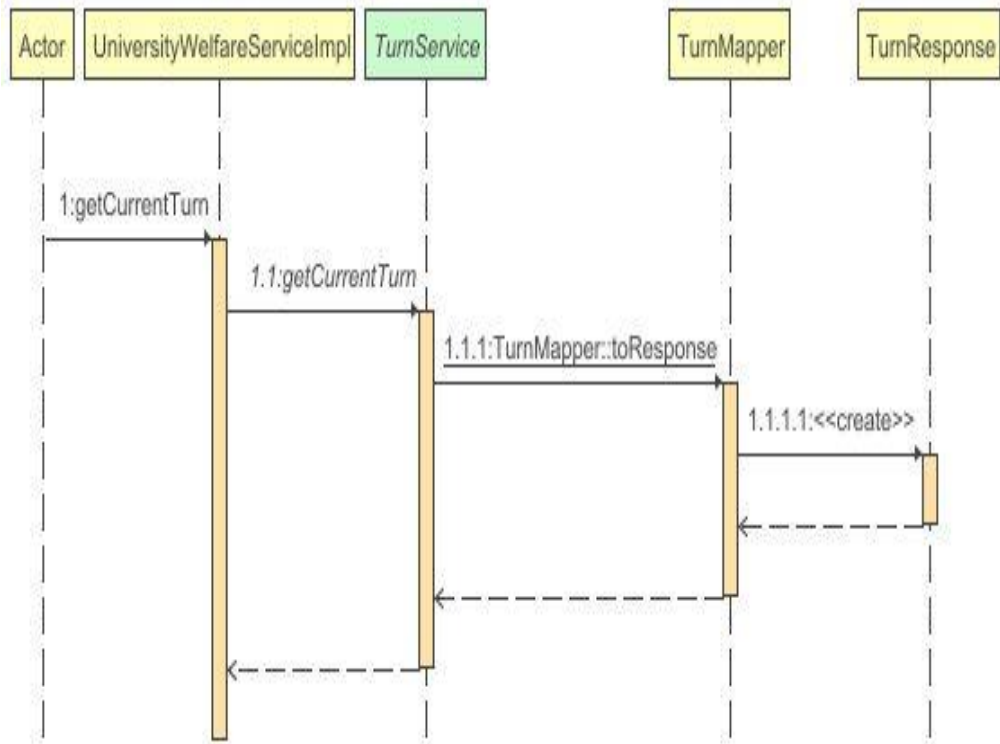 Actor
UniversityWelfareServiceImpl
TurnService
TurnMapper
TurnResponse
1:getCurrentTurn
1.1:getCurrentTurn
1.1.1:TurnMapper::toResponse
1.1.1.1:<<create>>